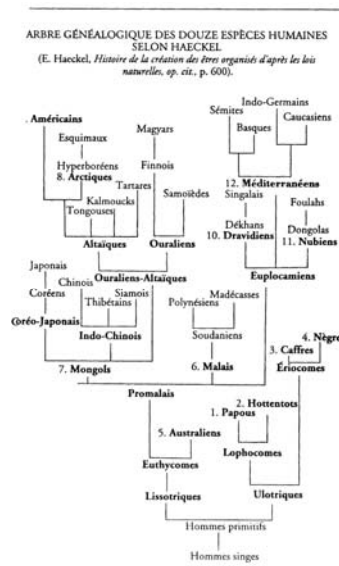 ARBRE GÉNÉALOGIQUE DES DOUZE ESPÈCES HUMAINES
SELON HAECKEL
(E. Haeckel, Histoire de la création des êtres organisés d'après les lois
naturelles, op. cit., p. 600).
. Américains
Esquimaux
Hyperboréens
8. Arctiques
Tartares
Kalmoucks
Tongouses
Altaïques
Magyars
Finnois
Samoïèdes
Ouraliens
Ouraliens-Altaïques
Sémites
Indo-Germains
Basques
Caucasiens
12. Méditerranéens
Singalais
Foulahs
Dékhans
10. Dravidiens
Dongolas
11. Nubiens
Euplocamiens
Japonais
Coréens
Coréo-Japonais
Chinois
Siamois
Thibétains
Indo-Chinois
7. Mongols
Madécasses
Polynésiens
Soudaniens
6. Malais
4. Nègre
3. Caffres
Ériocomes
Promalais
2. Hottentots
1. Papous
Lophocomes
5. Australiens
Euthycomes
Lissotriques
Ulotriques
Hommes primitifs
Hommes singes